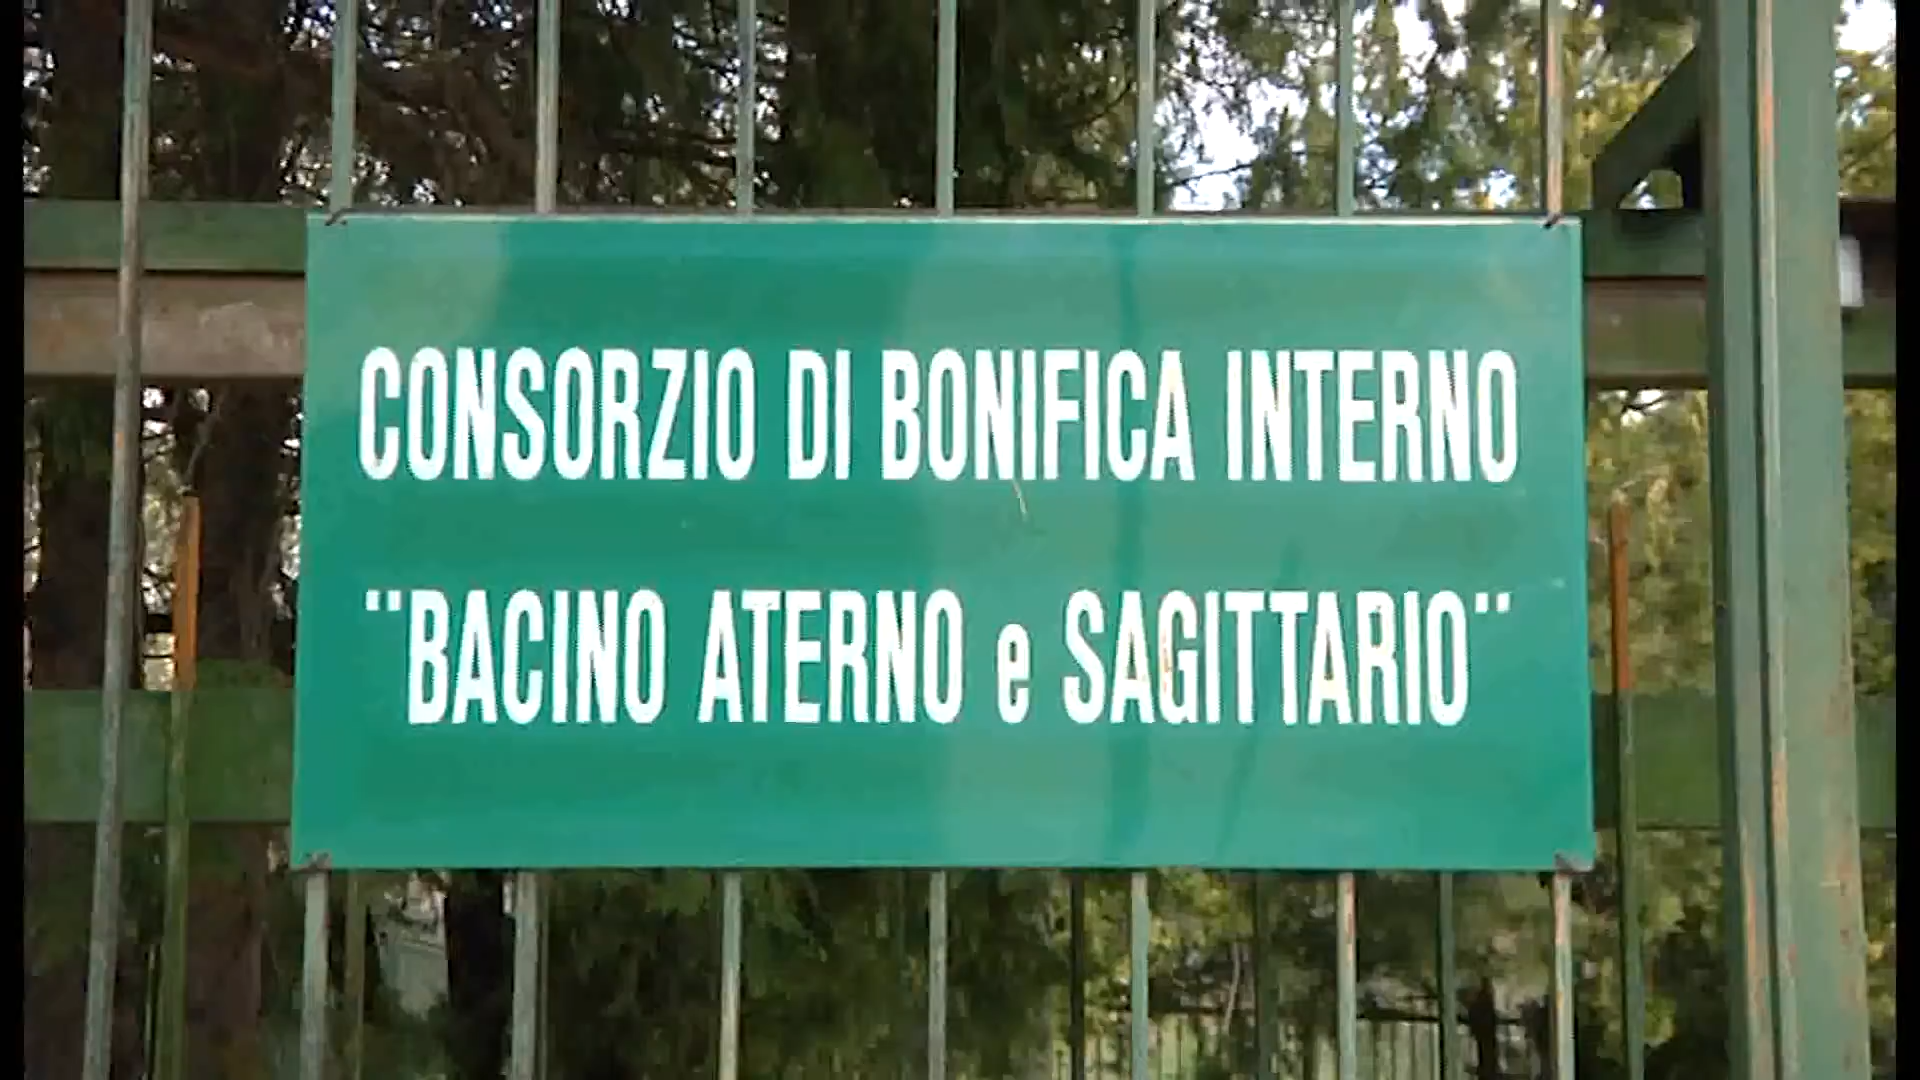 CONSORZIO DI BONIFICA INTERNO
"BACINO ATERNO e SAGITTARIO"